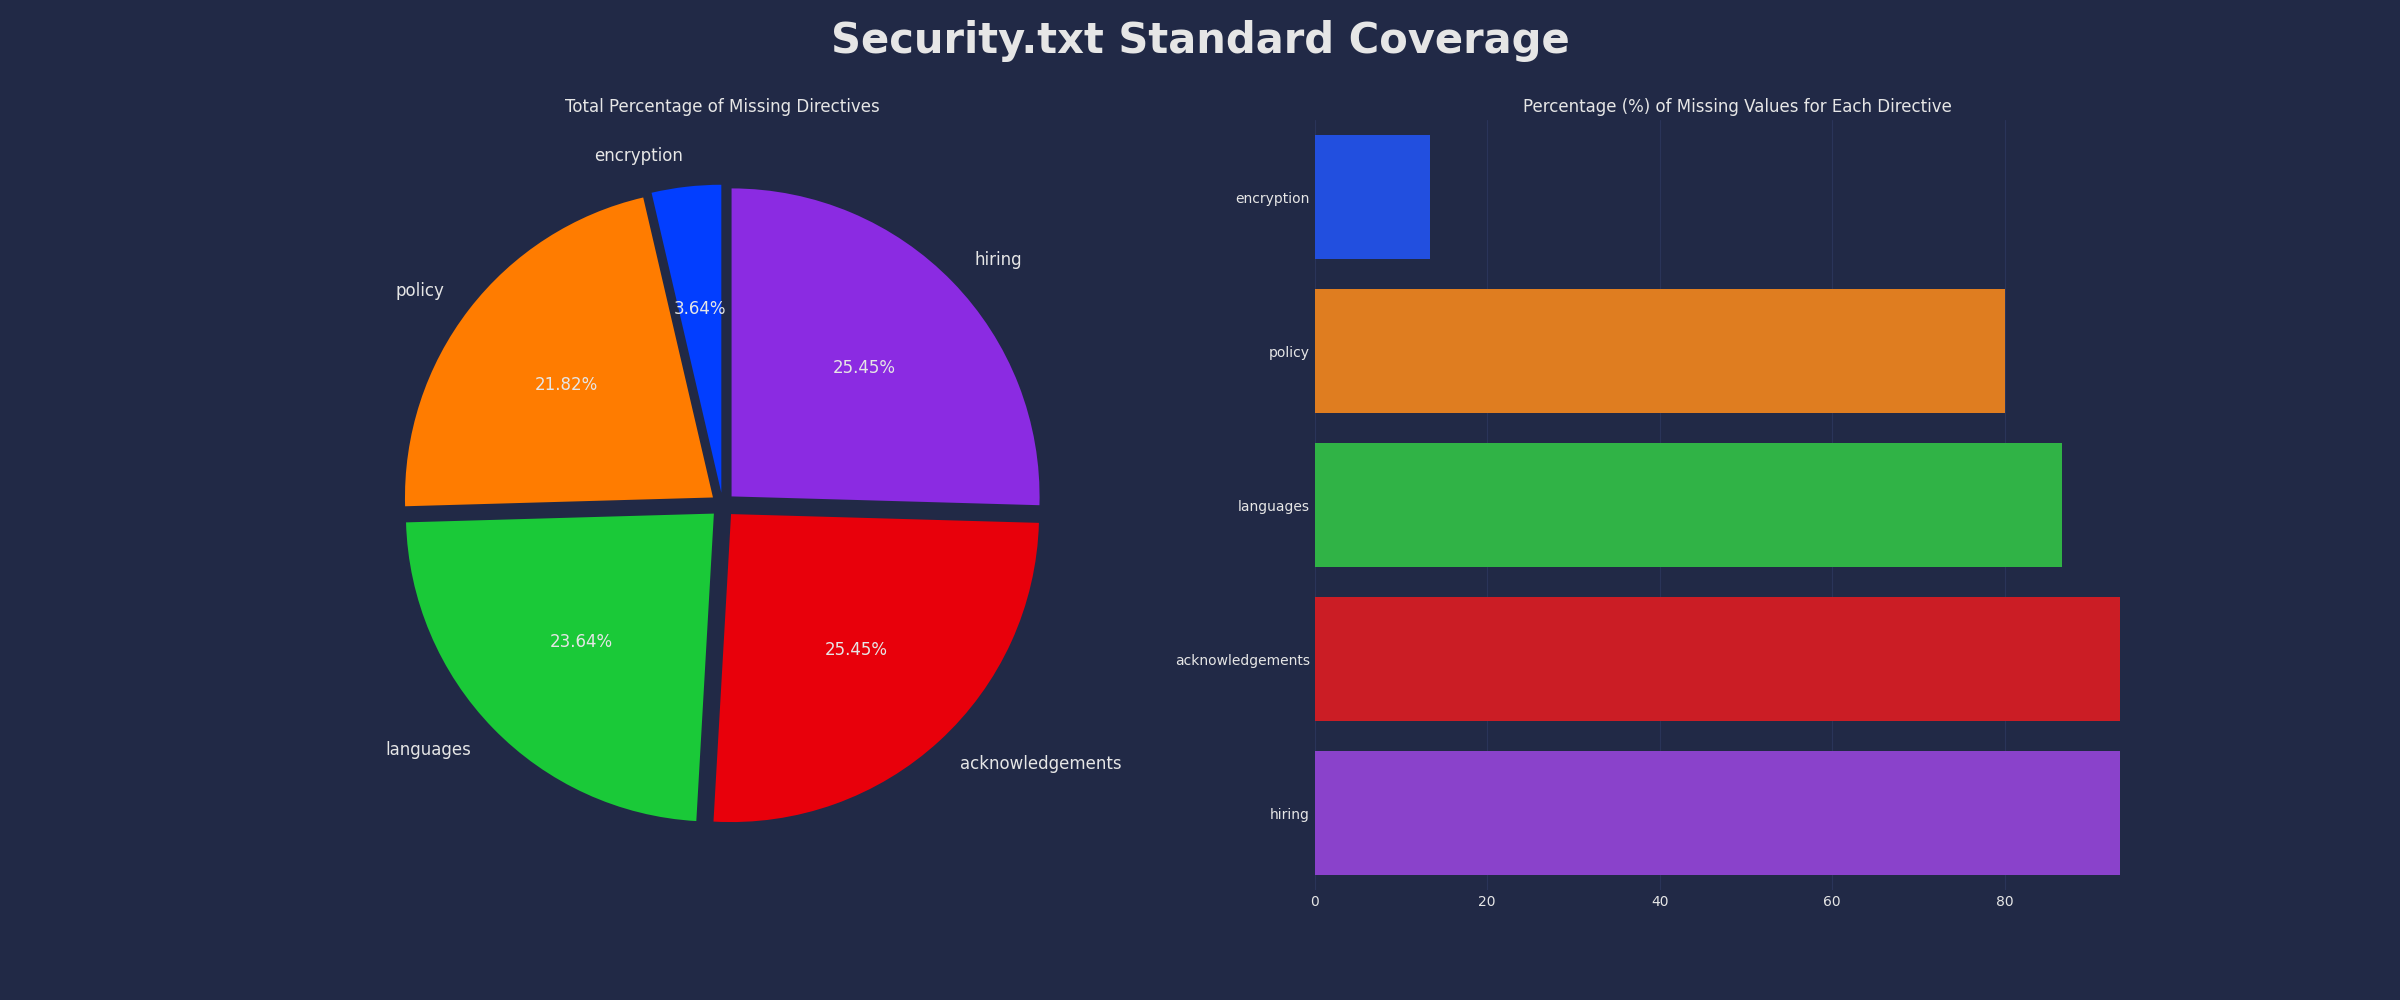 Security.txt Standard Coverage
Total Percentage of Missing Directives
encryption
3.64%
policy
21.82%
hiring
25.45%
languages
23.64%
acknowledgements
25.45%
Percentage (%) of Missing Values for Each Directive
encryption
policy
languages
acknowledgements
hiring
0 20 40 60 80